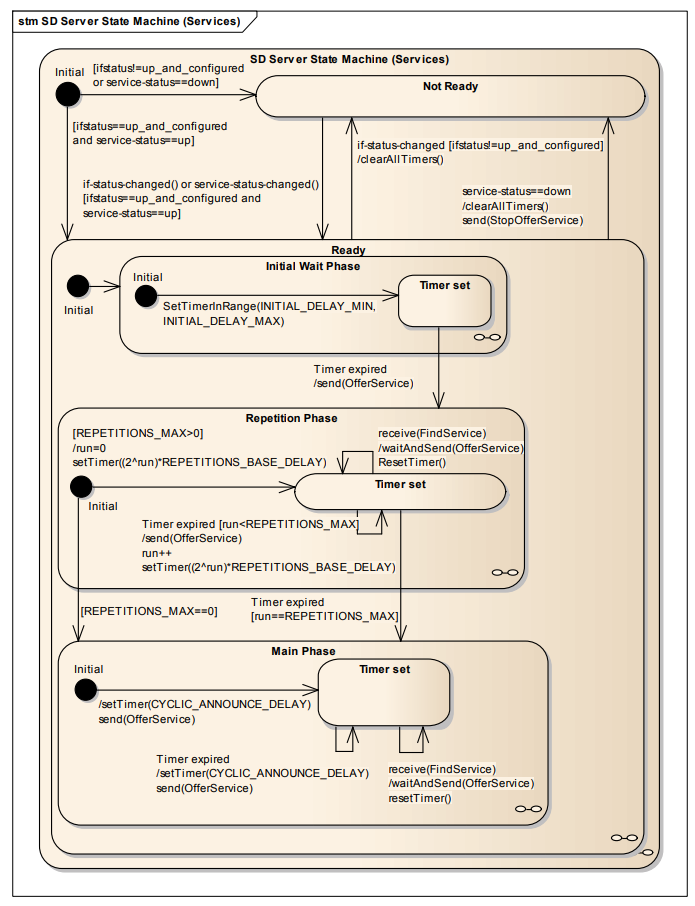 stm SD Server State Machine (Services)
SD Server State Machine (Services)
Initial
[ifstatus!=up_and_configured
or service-status==down]
Not Ready
[ifstatus==up_and_configured
and service-status==up]
if-status-changed [ifstatus!=up_and_configured]
/clearAllTimers()
if-status-changed() or service-status-changed()
[ifstatus==up_and_configured and
service-status==up]
service-status==down
/clearAllTimers()
send(StopOfferService)
Ready
Initial
Initial Wait Phase
Initial
Timer set
SetTimerInRange(INITIAL_DELAY_MIN,
INITIAL_DELAY_MAX)
Timer expired
/send(OfferService)
Repetition Phase
[REPETITIONS_MAX>0]
/run=0
setTimer((2^run)*REPETITIONS_BASE_DELAY)
receive(FindService)
/waitAndSend(OfferService)
ResetTimer()
Initial
Timer set
Timer expired [run<REPETITIONS_MAX]
/send(OfferService)
run++
setTimer((2^run)*REPETITIONS_BASE_DELAY)
[REPETITIONS_MAX==0]
Timer expired
[run==REPETITIONS_MAX]
Main Phase
Initial
Timer set
/setTimer(CYCLIC_ANNOUNCE_DELAY)
send(OfferService)
Timer expired
/setTimer(CYCLIC_ANNOUNCE_DELAY)
send(OfferService)
receive(FindService)
/waitAndSend(OfferService)
resetTimer()